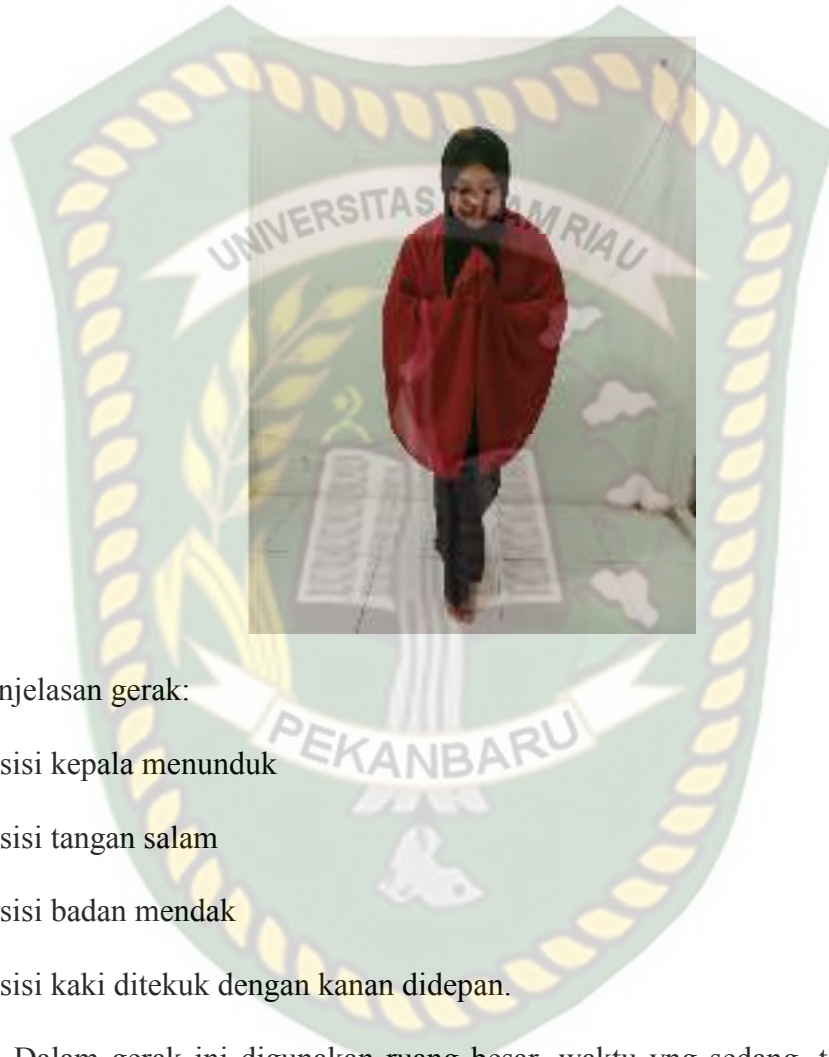 UNIVERSITAS ISLAM RIAU
njelasan gerak:
PEKANBARU
sisi kepala menunduk
sisi tangan salam
sisi badan mendak
sisi kaki ditekuk dengan kanan didepan.
Dalam gerak ini digunakan ruang besar, waktu yng sedang, t